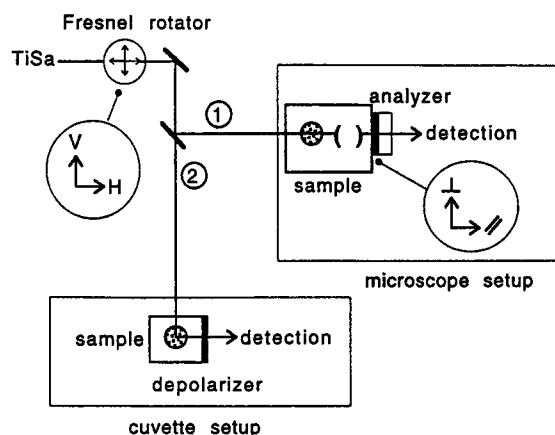 Fresnel rotator
TiSa
V
H
1
2
analyzer
detection
sample
⊥
//
microscope setup
sample
detection
depolarizer
cuvette setup